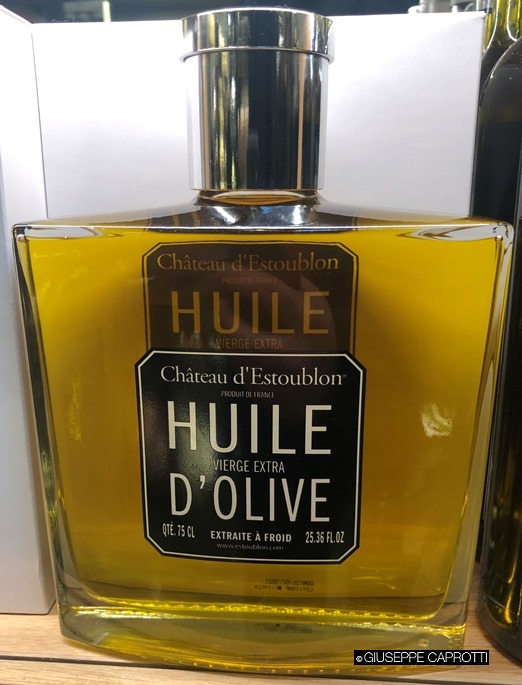 Château d'Estoublon
PRODUIT DE FRANCE
HUILE
VIERGE EXTRA
Château d'Estoublon
PRODUIT DE FRANCE
HUILE
VIERGE EXTRA
D'OLIVE
QTÉ. 75 CL EXTRAITE À FROID 25.36 FL.OZ
www.estoublon.com
©GIUSEPPE CAPROTTI